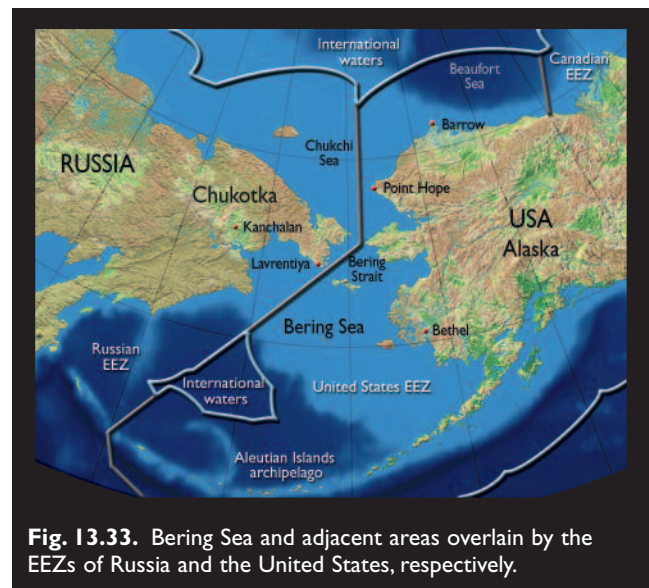 International
waters
Beaufort
Sea
Canadian
EEZ
Barrow
Chukchi
Sea
RUSSIA
Chukotka
Point Hope
USA
Alaska
Kanchalan
Lavrentiya
Bering
Strait
Bering Sea
Bethel
Russian
EEZ
International
waters
United States EEZ
Aleutian Islands
archipelago
Fig. 13.33. Bering Sea and adjacent areas overlain by the
EEZs of Russia and the United States, respectively.